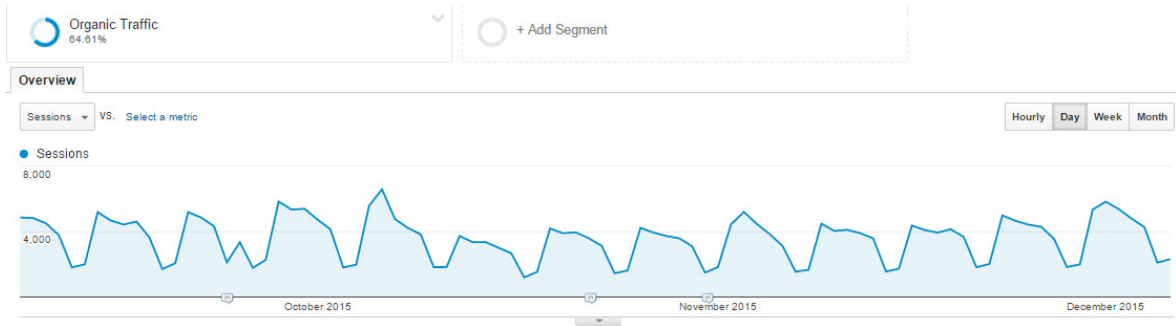 Organic Traffic
64.61%
+ Add Segment
Overview
Sessions VS. Select a metric
Hourly Day Week Month
Sessions
8,000
4,000
October 2015 November 2015 December 2015